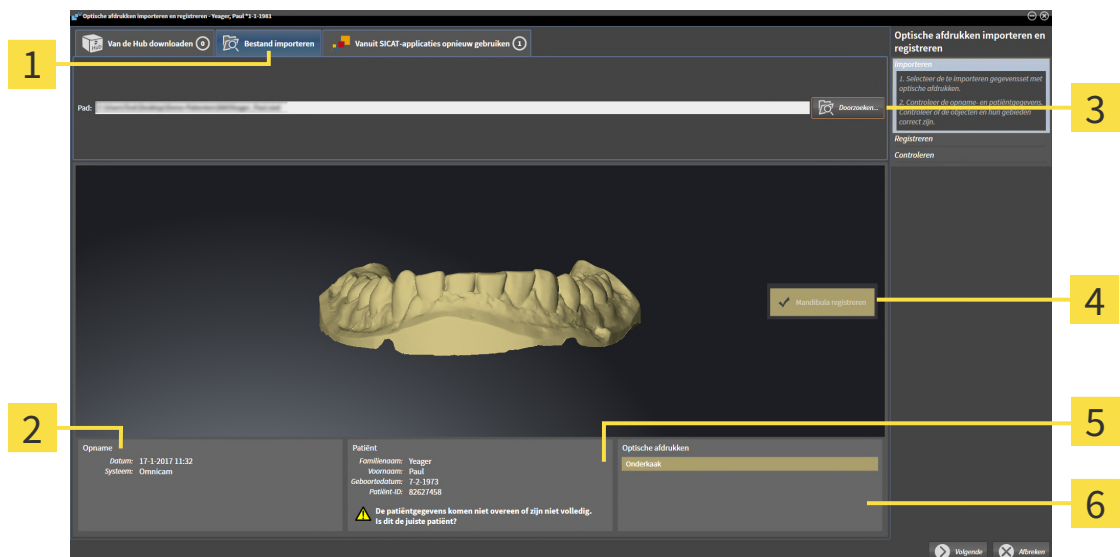 Optische afdrukken importeren en registreren - Yeager, Paul *1-1-1981
Van de Hub downloaden 0
Bestand importeren
Vanuit SICAT-applicaties opnieuw gebruiken 1
Optische afdrukken importeren en
registreren
Importeren
1. Selecteer de te importeren gegevensset met
optische afdrukken.
2. Controleer de opname- en patiëntgegevens.
Controleer of de objecten en hun gebieden
correct zijn.
Registreren
Controleren
Pad:
Doorzoeken...
Mandibula registreren
Opname
Datum: 17-1-2017 11:32
Systeem: Omnicam
Patiënt
Familienaam: Yeager
Voornaam: Paul
Geboortedatum: 7-2-1973
Patiënt-ID: 82627458
De patiëntgegevens komen niet overeen of zijn niet volledig.
Is dit de juiste patiënt?
Optische afdrukken
Onderkaak
Volgende
Afbreken
1
2
3
4
5
6